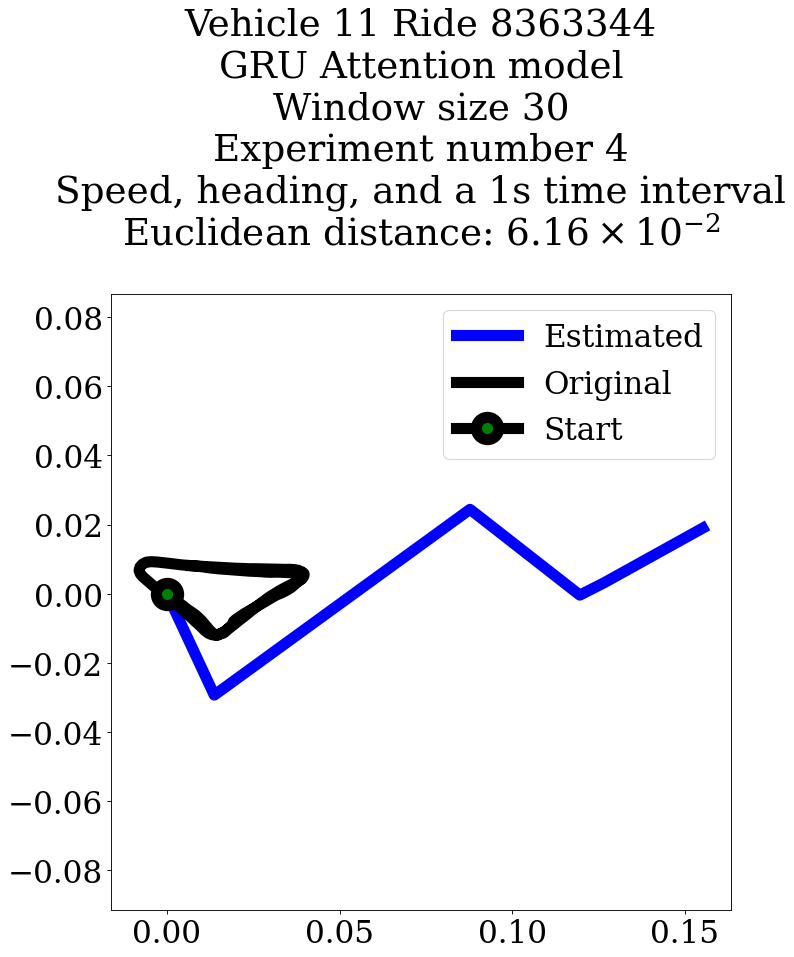 Vehicle 11 Ride 8363344
GRU Attention model
Window size 30
Experiment number 4
Speed, heading, and a 1s time interval
Euclidean distance: 6.16 × 10⁻²
Estimated
Original
Start
0.08
0.06
0.04
0.02
0.00
−0.02
−0.04
−0.06
−0.08
0.00 0.05 0.10 0.15